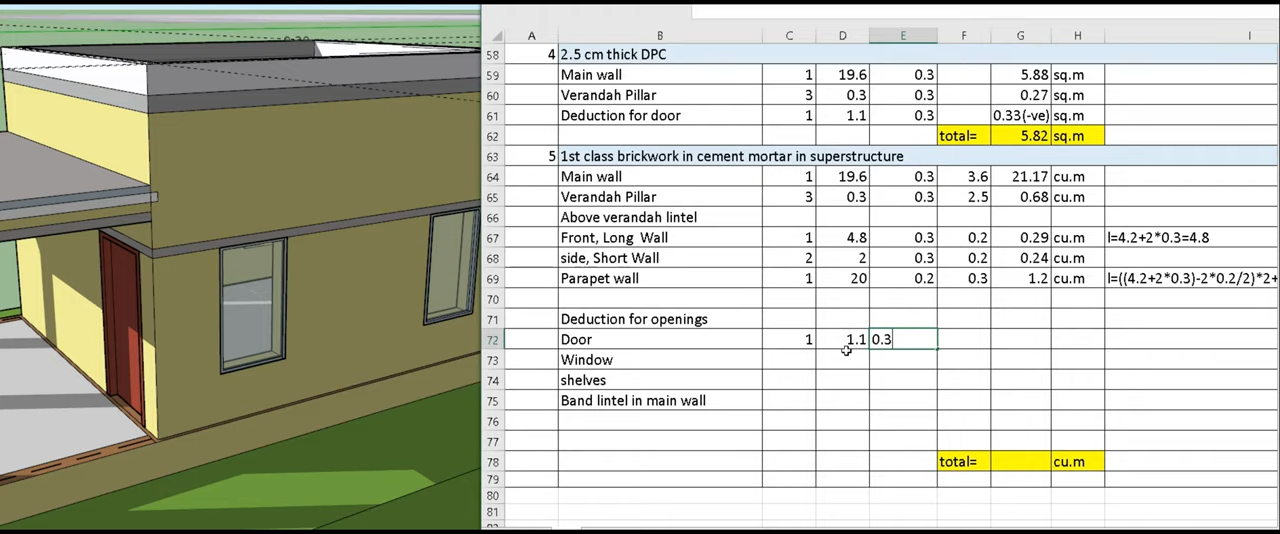 A B C D E F G H I
58 4 2.5 cm thick DPC
59 Main wall 1 19.6 0.3 5.88 sq.m
60 Verandah Pillar 3 0.3 0.3 0.27 sq.m
61 Deduction for door 1 1.1 0.3 0.33(-ve) sq.m
62 total= 5.82 sq.m
63 5 1st class brickwork in cement mortar in superstructure
64 Main wall 1 19.6 0.3 3.6 21.17 cu.m
65 Verandah Pillar 3 0.3 0.3 2.5 0.68 cu.m
66 Above verandah lintel
67 Front, Long Wall 1 4.8 0.3 0.2 0.29 cu.m l=4.2+2*0.3=4.8
68 side, Short Wall 2 2 0.3 0.2 0.24 cu.m
69 Parapet wall 1 20 0.2 0.3 1.2 cu.m l=((4.2+2*0.3)-2*0.2/2)*2+
70
71 Deduction for openings
72 Door 1 1.1 0.3
73 Window
74 shelves
75 Band lintel in main wall
76
77
78 total= cu.m
79
80
81